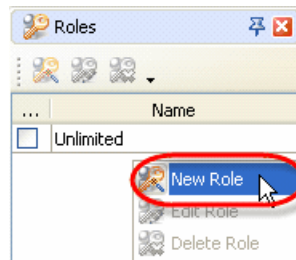 Roles
... Name
Unlimited
New Role
Edit Role
Delete Role